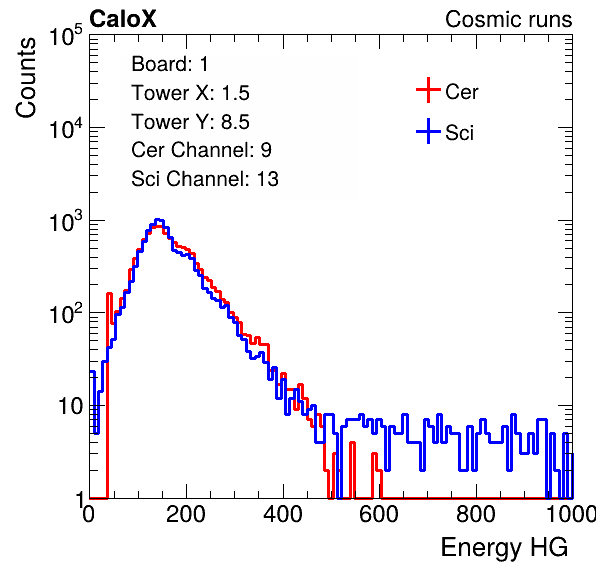 CaloX Cosmic runs
Counts
10^5
10^4
10^3
10^2
10
1
Board: 1
Tower X: 1.5
Tower Y: 8.5
Cer Channel: 9
Sci Channel: 13
Cer
Sci
0 200 400 600 800 1000
Energy HG